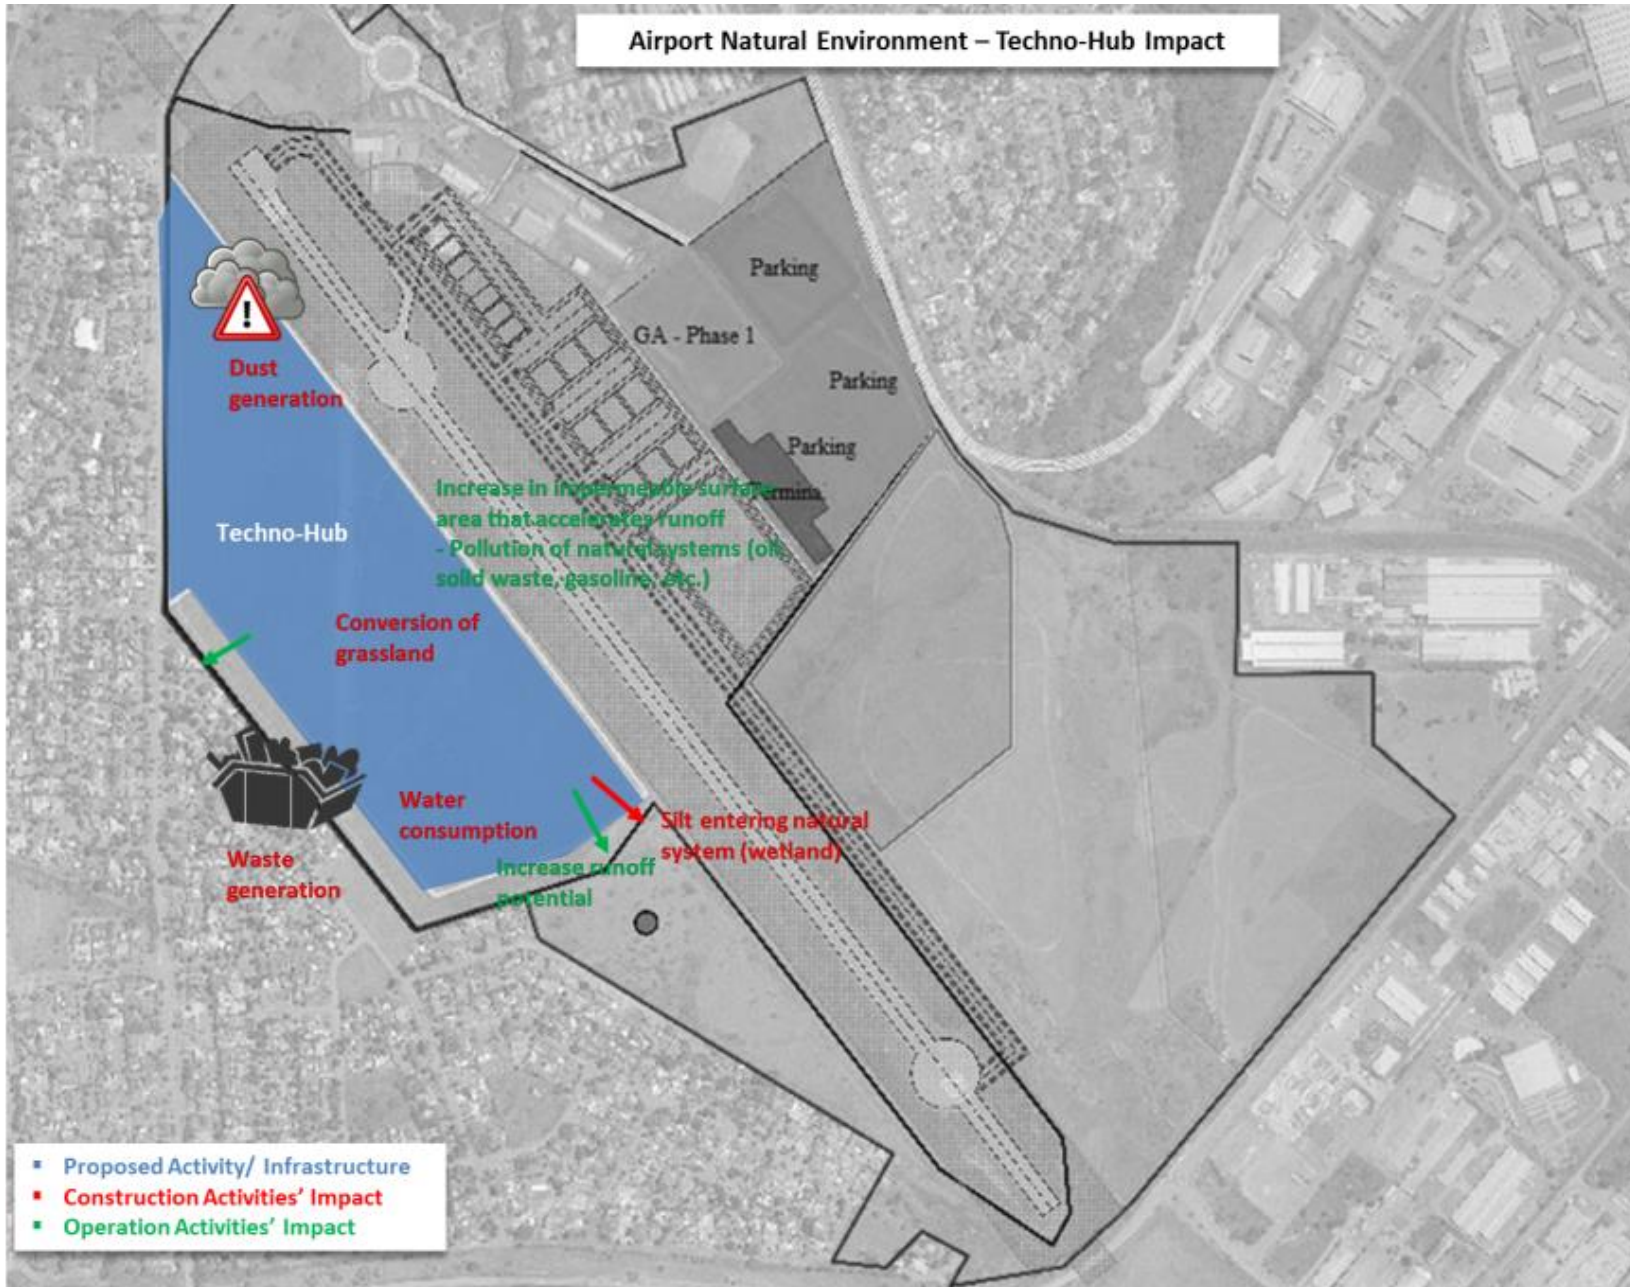 Airport Natural Environment – Techno-Hub Impact
Parking
GA - Phase 1
Parking
Parking
Termina
Dust
generation
Increase in impermeable surface
area that accelerates runoff
- Pollution of natural systems (oil,
solid waste, gasoline, etc.)
Techno-Hub
Conversion of
grassland
Water
consumption
Silt entering natural
system (wetland)
Waste
generation
Increase runoff
potential
▪ Proposed Activity/ Infrastructure
▪ Construction Activities’ Impact
▪ Operation Activities’ Impact